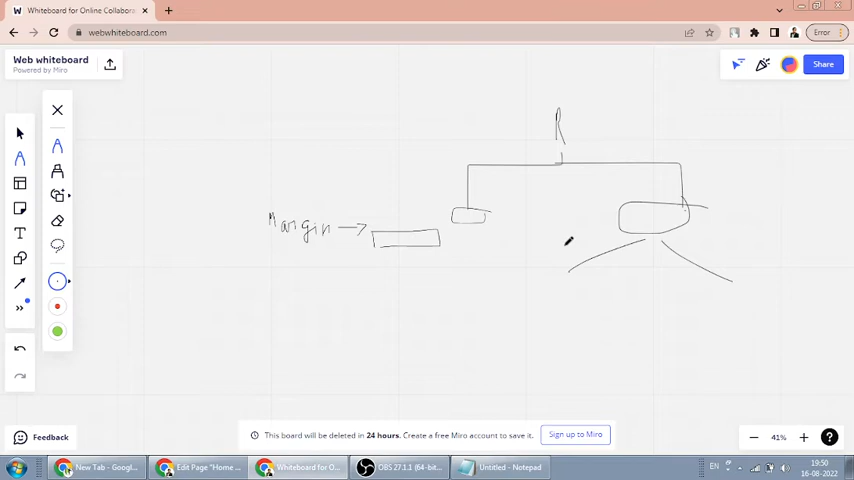 Whiteboard for Online Collabora
webwhiteboard.com
Error
Web whiteboard
Powered by Miro
Share
R
Margin →
Feedback
This board will be deleted in 24 hours. Create a free Miro account to save it.
Sign up to Miro
41%
New Tab - Googl...
Edit Page "Home ...
Whiteboard for O...
OBS 27.1.1 (64-bit...
Untitled - Notepad
EN
19:50
16-08-2022